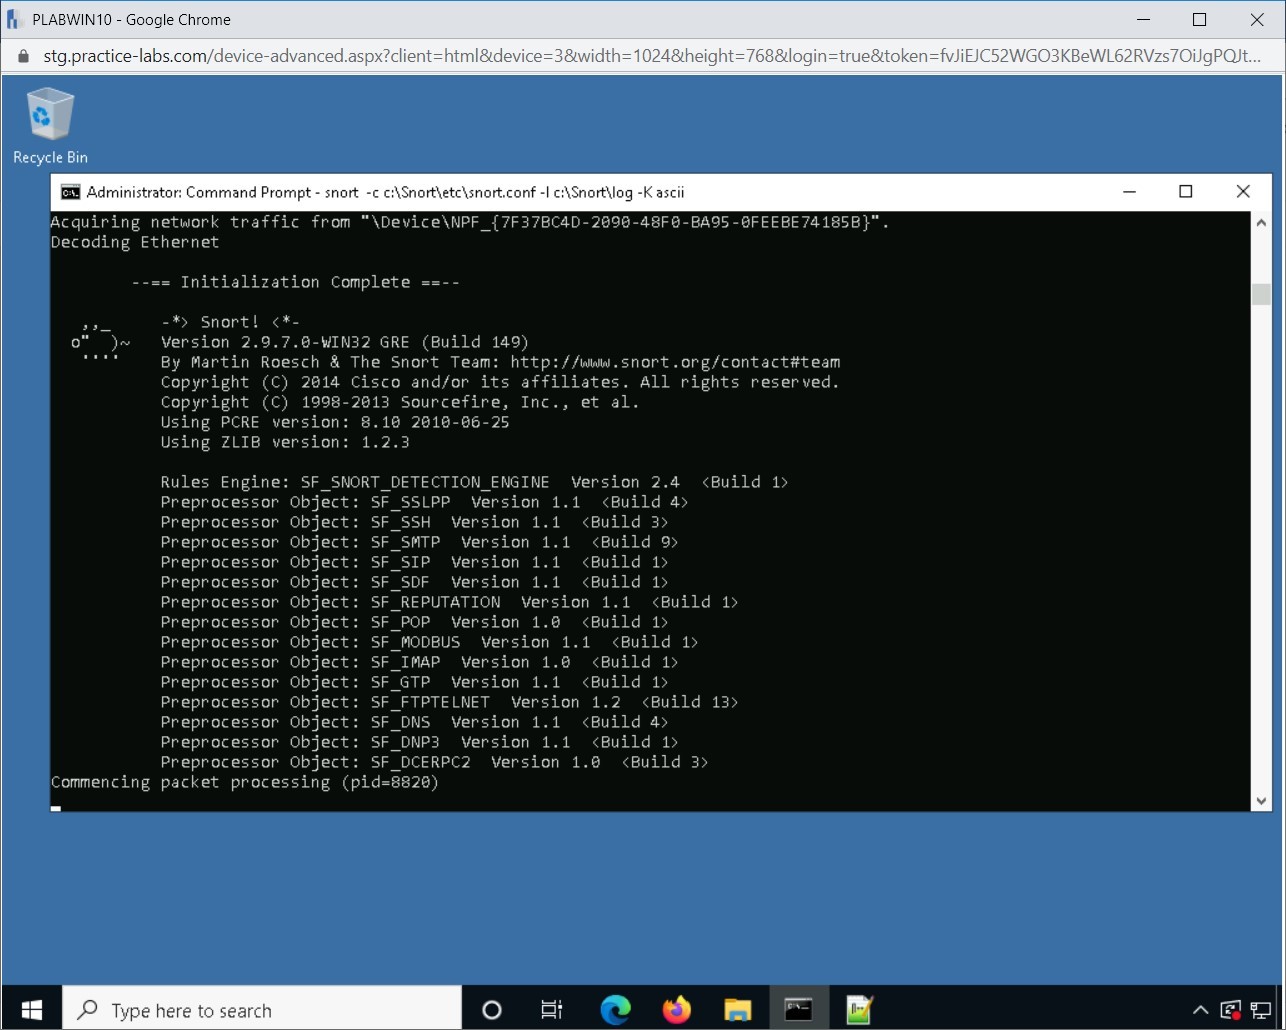 PLABWIN10 - Google Chrome
stg.practice-labs.com/device-advanced.aspx?client=html&device=3&width=1024&height=768&login=true&token=fvJiEJC52WGO3KBeWL62RVzs7OiJgPQJt...
Recycle Bin
Administrator: Command Prompt - snort -c c:\Snort\etc\snort.conf -l c:\Snort\log -K ascii
Acquiring network traffic from "\Device\NPF_{7F37BC4D-2090-48F0-BA95-0FEEBE74185B}".
Decoding Ethernet
--== Initialization Complete ==--
,,_ -*> Snort! <*-
o" )~ Version 2.9.7.0-WIN32 GRE (Build 149)
'''' By Martin Roesch & The Snort Team: http://www.snort.org/contact#team
Copyright (C) 2014 Cisco and/or its affiliates. All rights reserved.
Copyright (C) 1998-2013 Sourcefire, Inc., et al.
Using PCRE version: 8.10 2010-06-25
Using ZLIB version: 1.2.3
Rules Engine: SF_SNORT_DETECTION_ENGINE Version 2.4 <Build 1>
Preprocessor Object: SF_SSLPP Version 1.1 <Build 4>
Preprocessor Object: SF_SSH Version 1.1 <Build 3>
Preprocessor Object: SF_SMTP Version 1.1 <Build 9>
Preprocessor Object: SF_SIP Version 1.1 <Build 1>
Preprocessor Object: SF_SDF Version 1.1 <Build 1>
Preprocessor Object: SF_REPUTATION Version 1.1 <Build 1>
Preprocessor Object: SF_POP Version 1.0 <Build 1>
Preprocessor Object: SF_MODBUS Version 1.1 <Build 1>
Preprocessor Object: SF_IMAP Version 1.0 <Build 1>
Preprocessor Object: SF_GTP Version 1.1 <Build 1>
Preprocessor Object: SF_FTPTELNET Version 1.2 <Build 13>
Preprocessor Object: SF_DNS Version 1.1 <Build 4>
Preprocessor Object: SF_DNP3 Version 1.1 <Build 1>
Preprocessor Object: SF_DCERPC2 Version 1.0 <Build 3>
Commencing packet processing (pid=8820)
Type here to search